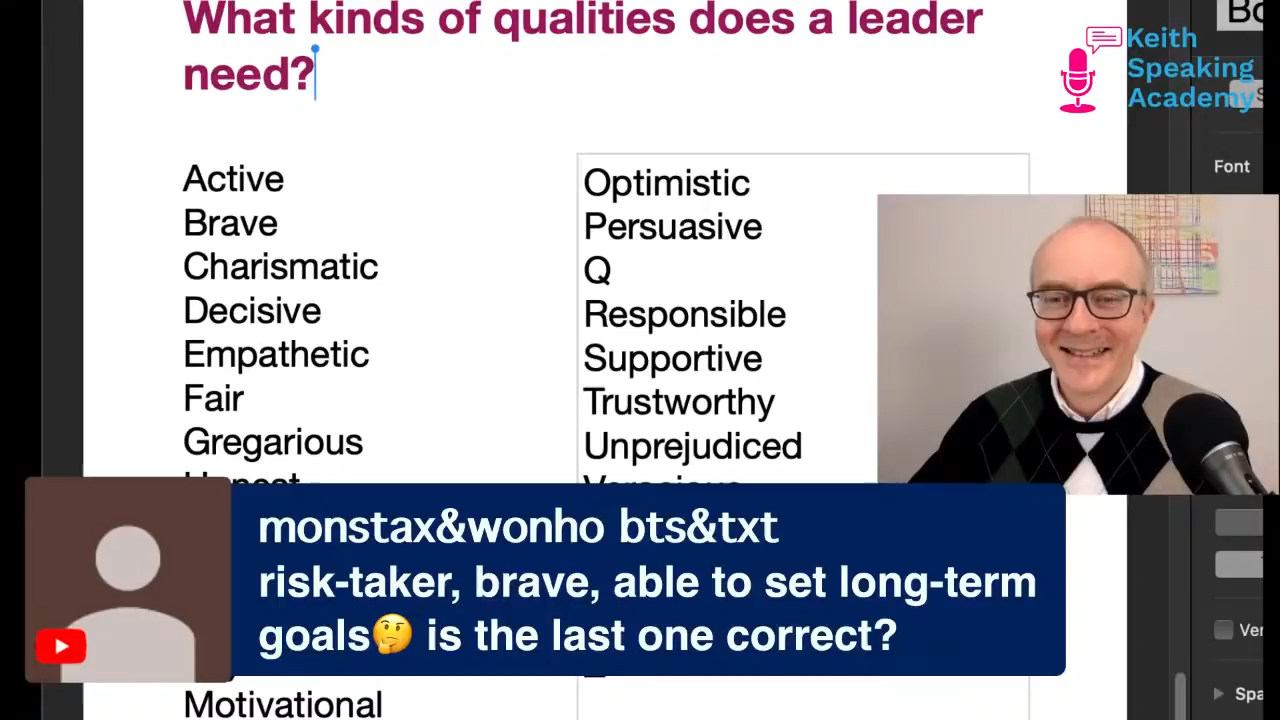 What kinds of qualities does a leader
need?
Active
Brave
Charismatic
Decisive
Empathetic
Fair
Gregarious
Honest
Optimistic
Persuasive
Q
Responsible
Supportive
Trustworthy
Unprejudiced
Veracious
monstax&wonho bts&txt
risk-taker, brave, able to set long-term
goals🤔 is the last one correct?
Motivational
Keith
Speaking
Academy
Font